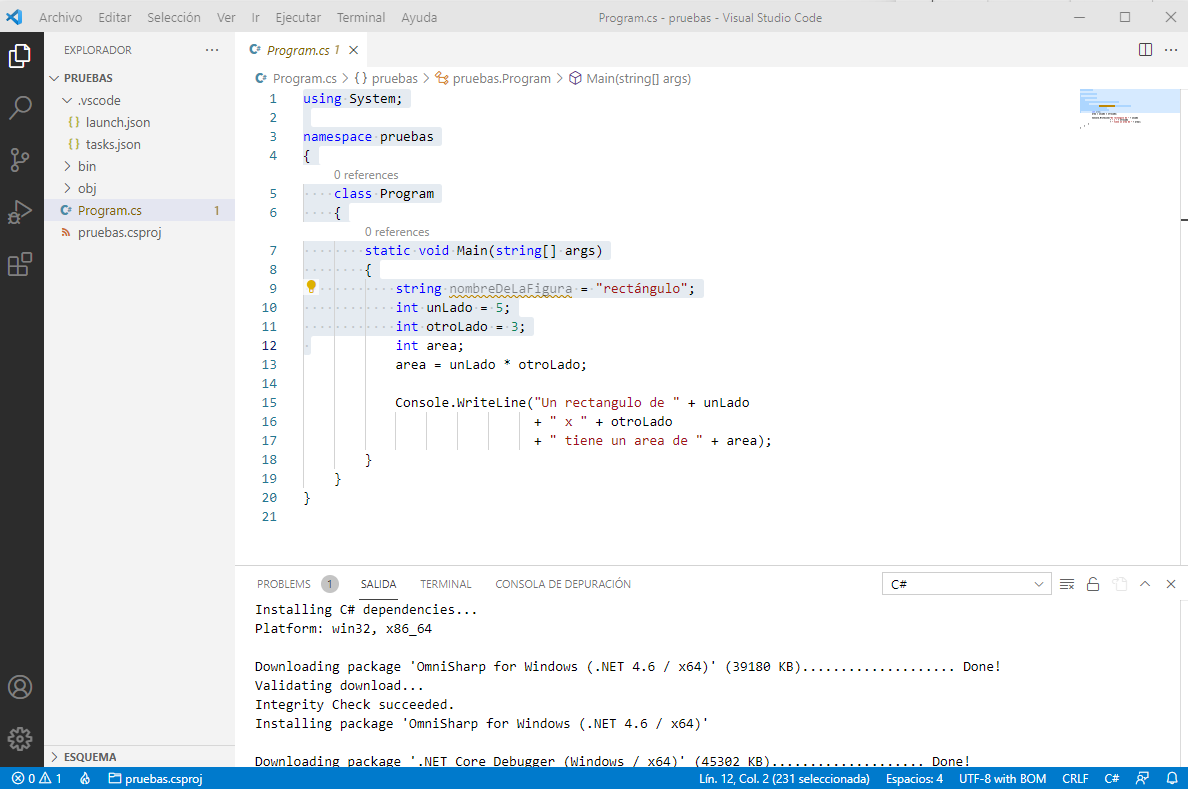 Archivo Editar Selección Ver Ir Ejecutar Terminal Ayuda Program.cs - pruebas - Visual Studio Code
EXPLORADOR ···
PRUEBAS
.vscode
{} launch.json
{} tasks.json
bin
obj
C# Program.cs 1
pruebas.csproj
ESQUEMA
C# Program.cs 1
C# Program.cs > {} pruebas > pruebas.Program > Main(string[] args)
1 using System;
2
3 namespace pruebas
4 {
0 references
5 class Program
6 {
0 references
7 static void Main(string[] args)
8 {
9 string nombreDeLaFigura = "rectángulo";
10 int unLado = 5;
11 int otroLado = 3;
12 int area;
13 area = unLado * otroLado;
14
15 Console.WriteLine("Un rectangulo de " + unLado
16 + " x " + otroLado
17 + " tiene un area de " + area);
18 }
19 }
20 }
21
PROBLEMS 1 SALIDA TERMINAL CONSOLA DE DEPURACIÓN C#
Installing C# dependencies...
Platform: win32, x86_64
Downloading package 'OmniSharp for Windows (.NET 4.6 / x64)' (39180 KB).................... Done!
Validating download...
Integrity Check succeeded.
Installing package 'OmniSharp for Windows (.NET 4.6 / x64)'
Downloading package '.NET Core Debugger (Windows / x64)' (45302 KB).................... Done!
0 1 pruebas.csproj Lín. 12, Col. 2 (231 seleccionada) Espacios: 4 UTF-8 with BOM CRLF C#